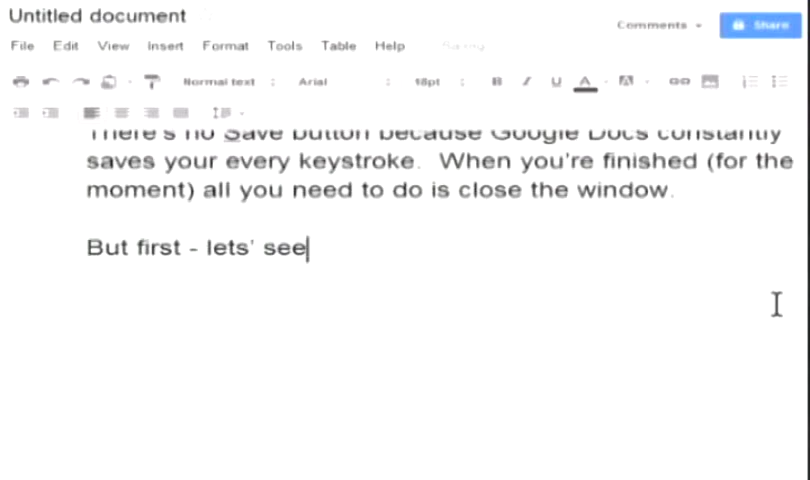 Untitled document
Comments
Share
File Edit View Insert Format Tools Table Help
Normal text Arial 18pt B I U A A
There's no Save button because Google Docs constantly
saves your every keystroke. When you're finished (for the
moment) all you need to do is close the window.
But first - lets' see